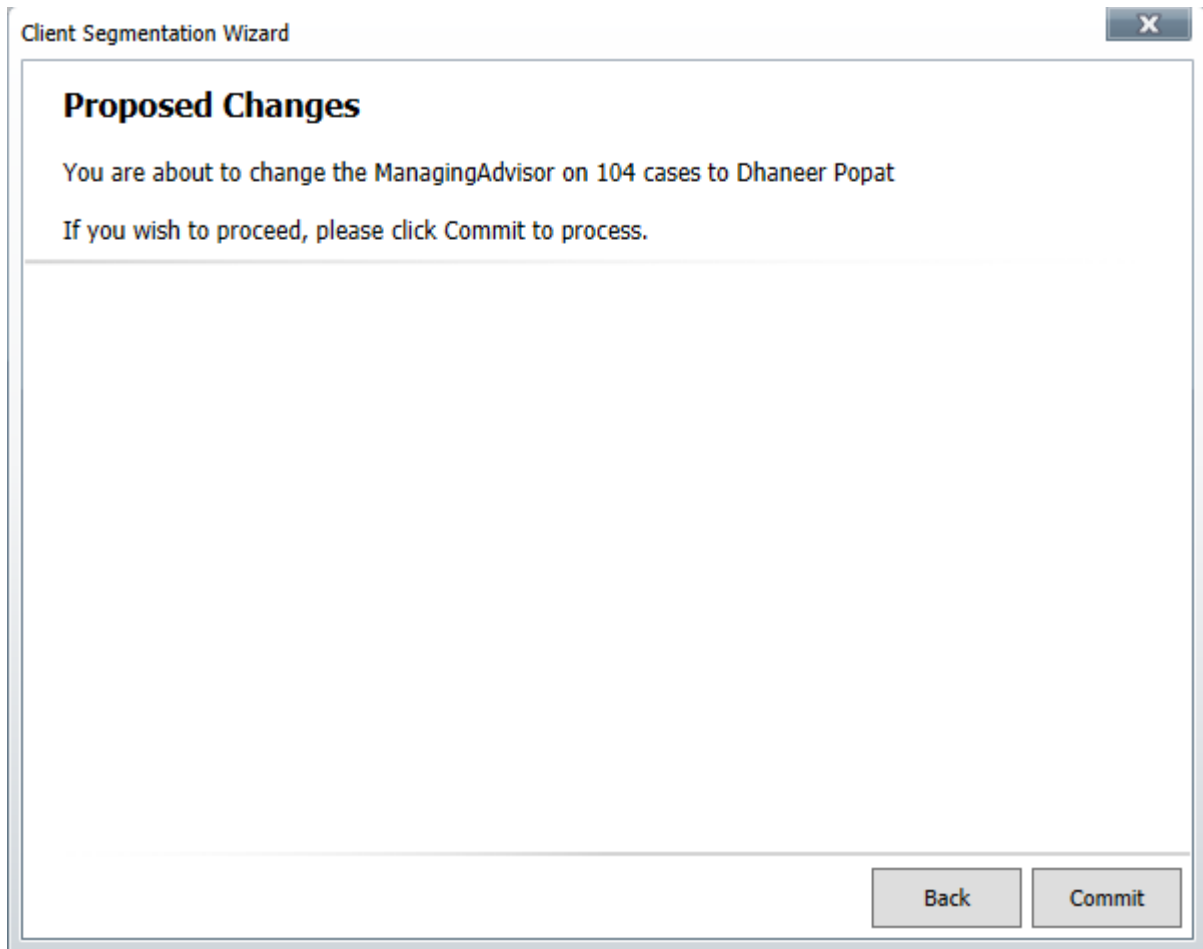 Client Segmentation Wizard
X
Proposed Changes
You are about to change the ManagingAdvisor on 104 cases to Dhaneer Popat
If you wish to proceed, please click Commit to process.
Back
Commit